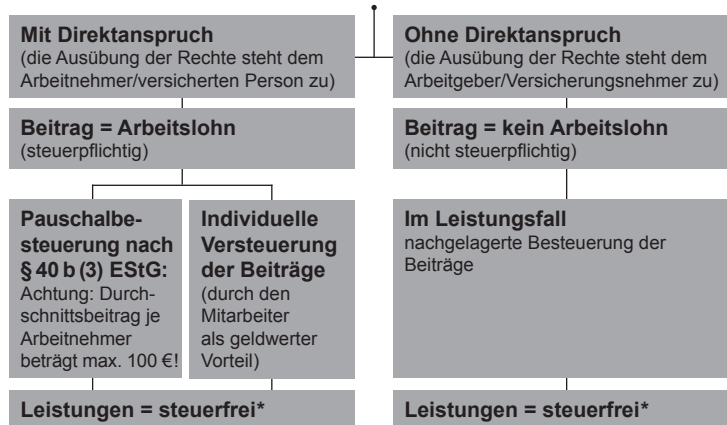 Mit Direktanspruch
(die Ausübung der Rechte steht dem
Arbeitnehmer/versicherten Person zu)
Beitrag = Arbeitslohn
(steuerpflichtig)
Pauschalbe-
steuerung nach
§ 40 b (3) EStG:
Achtung: Durch-
schnittsbeitrag je
Arbeitnehmer
beträgt max. 100 €!
Individuelle
Versteuerung
der Beiträge
(durch den
Mitarbeiter
als geldwerter
Vorteil)
Leistungen = steuerfrei*
Ohne Direktanspruch
(die Ausübung der Rechte steht dem
Arbeitgeber/Versicherungsnehmer zu)
Beitrag = kein Arbeitslohn
(nicht steuerpflichtig)
Im Leistungsfall
nachgelagerte Besteuerung der
Beiträge
Leistungen = steuerfrei*